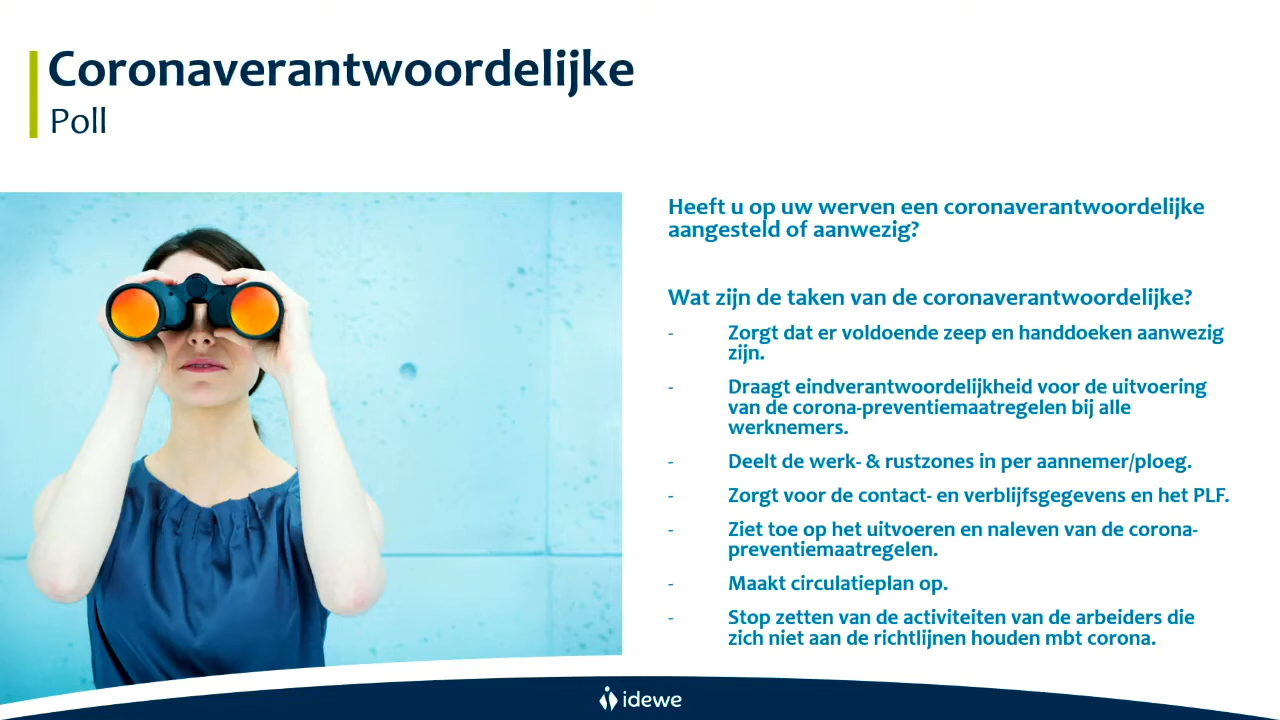 Coronaverantwoordelijke
Poll
Heeft u op uw werven een coronaverantwoordelijke
aangesteld of aanwezig?
Wat zijn de taken van de coronaverantwoordelijke?
- Zorgt dat er voldoende zeep en handdoeken aanwezig
zijn.
- Draagt eindverantwoordelijkheid voor de uitvoering
van de corona-preventiemaatregelen bij alle
werknemers.
- Deelt de werk- & rustzones in per aannemer/ploeg.
- Zorgt voor de contact- en verblijfsgegevens en het PLF.
- Ziet toe op het uitvoeren en naleven van de corona-
preventiemaatregelen.
- Maakt circulatieplan op.
- Stop zetten van de activiteiten van de arbeiders die
zich niet aan de richtlijnen houden mbt corona.
idewe